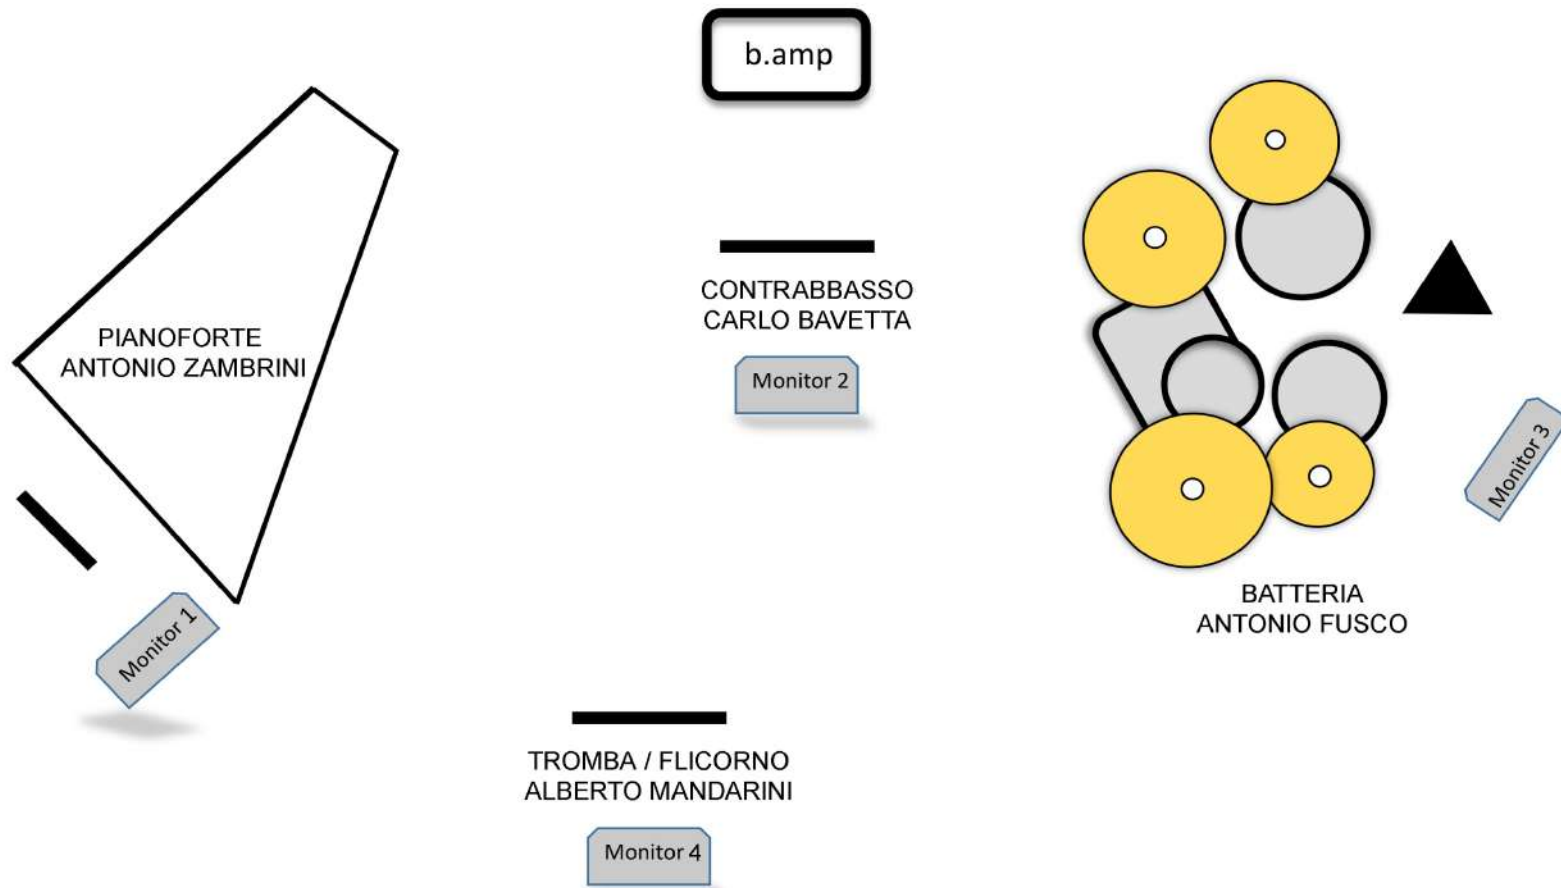 b.amp
CONTRABBASSO
CARLO BAVETTA
PIANOFORTE
ANTONIO ZAMBRINI
Monitor 2
Monitor 3
BATTERIA
ANTONIO FUSCO
Monitor 1
TROMBA / FLICORNO
ALBERTO MANDARINI
Monitor 4